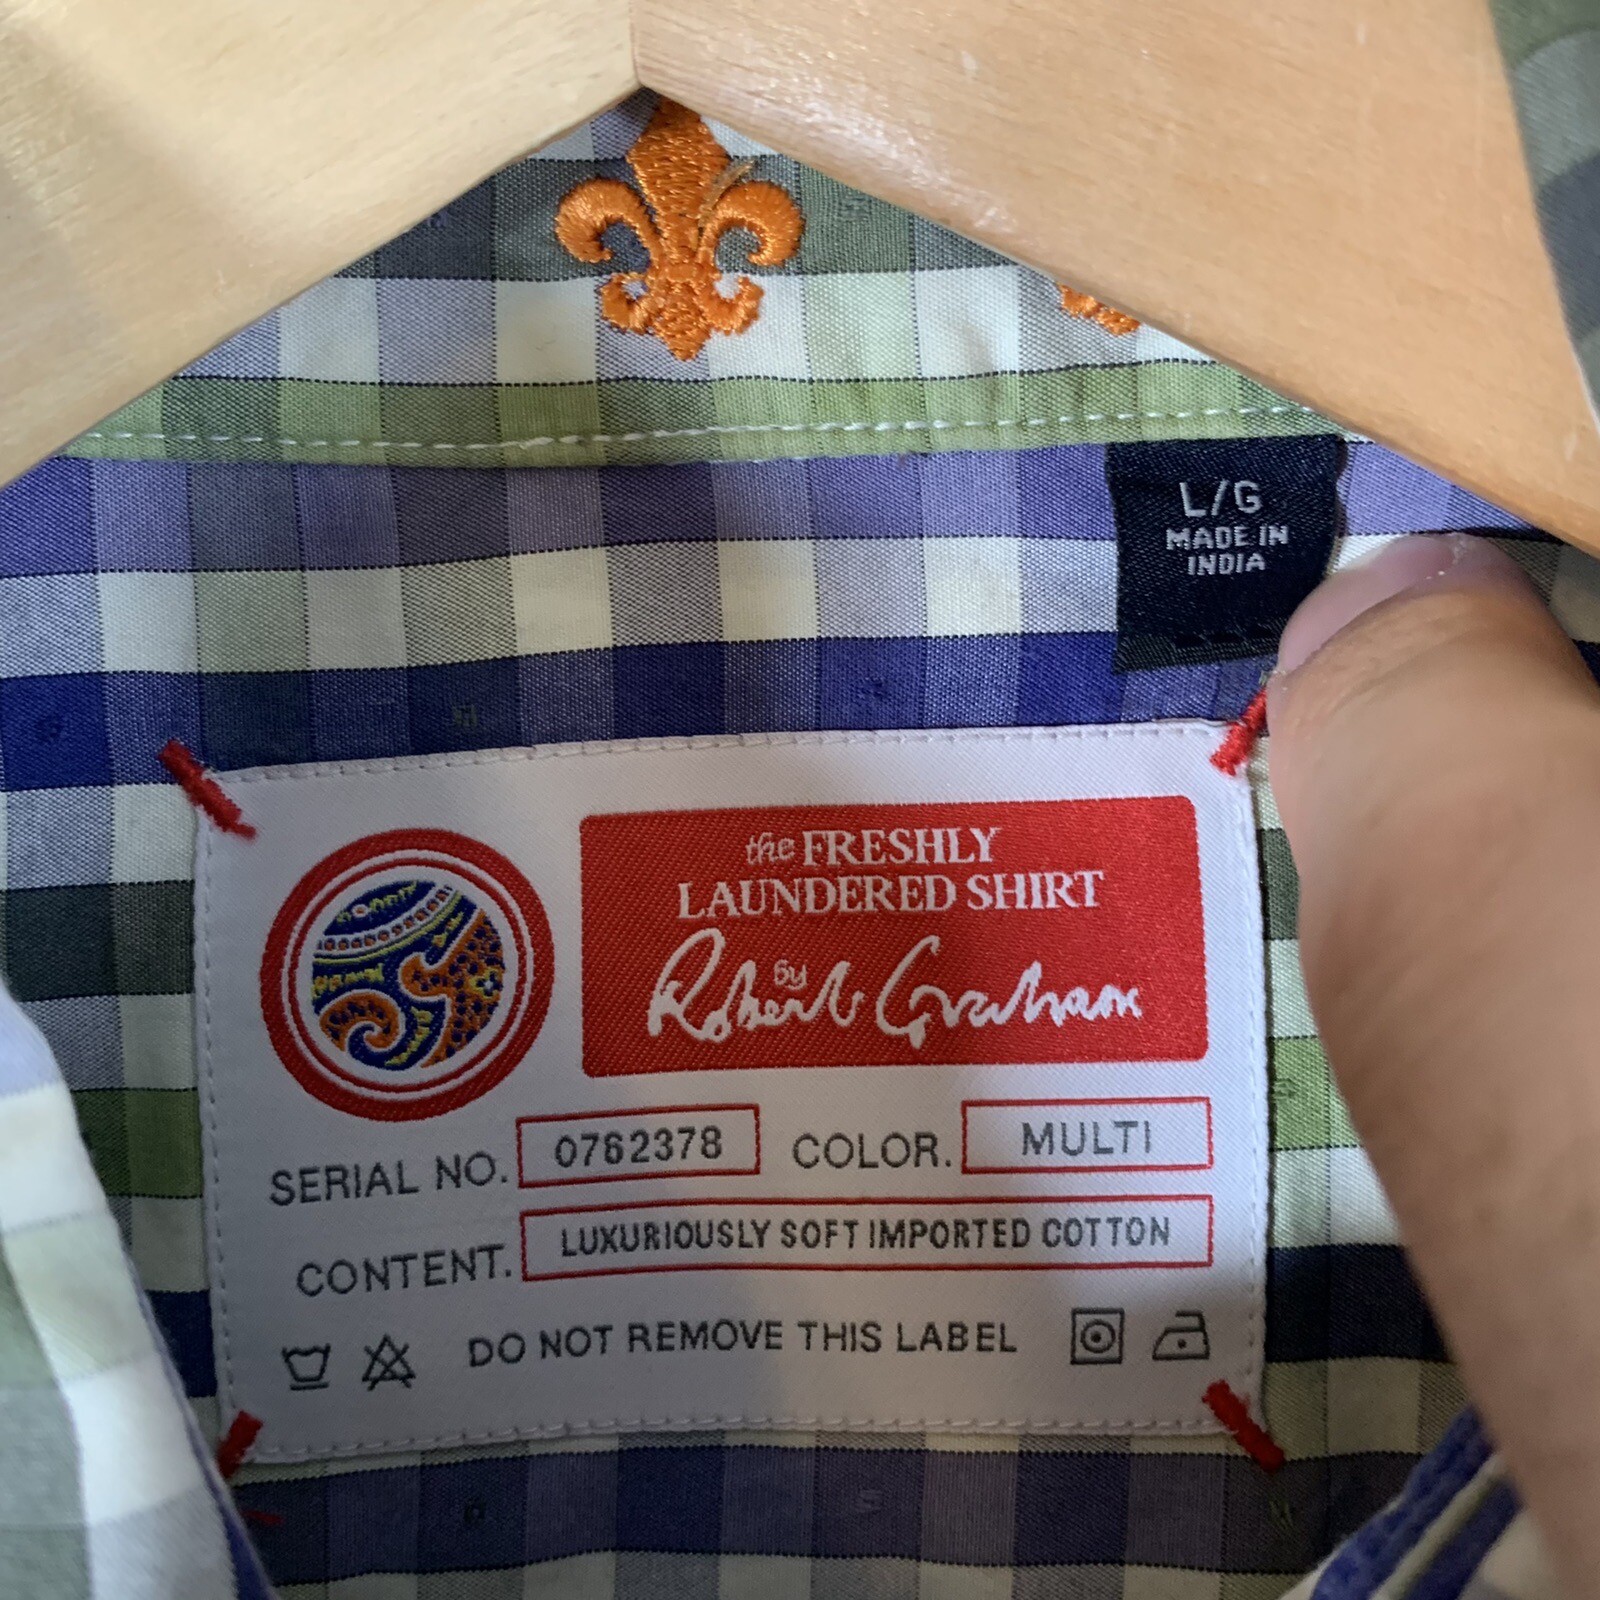 L/G
MADE IN
INDIA
the FRESHLY
LAUNDERED SHIRT
by
Robert Graham
SERIAL NO. 0762378 COLOR. MULTI
CONTENT. LUXURIOUSLY SOFT IMPORTED COTTON
DO NOT REMOVE THIS LABEL